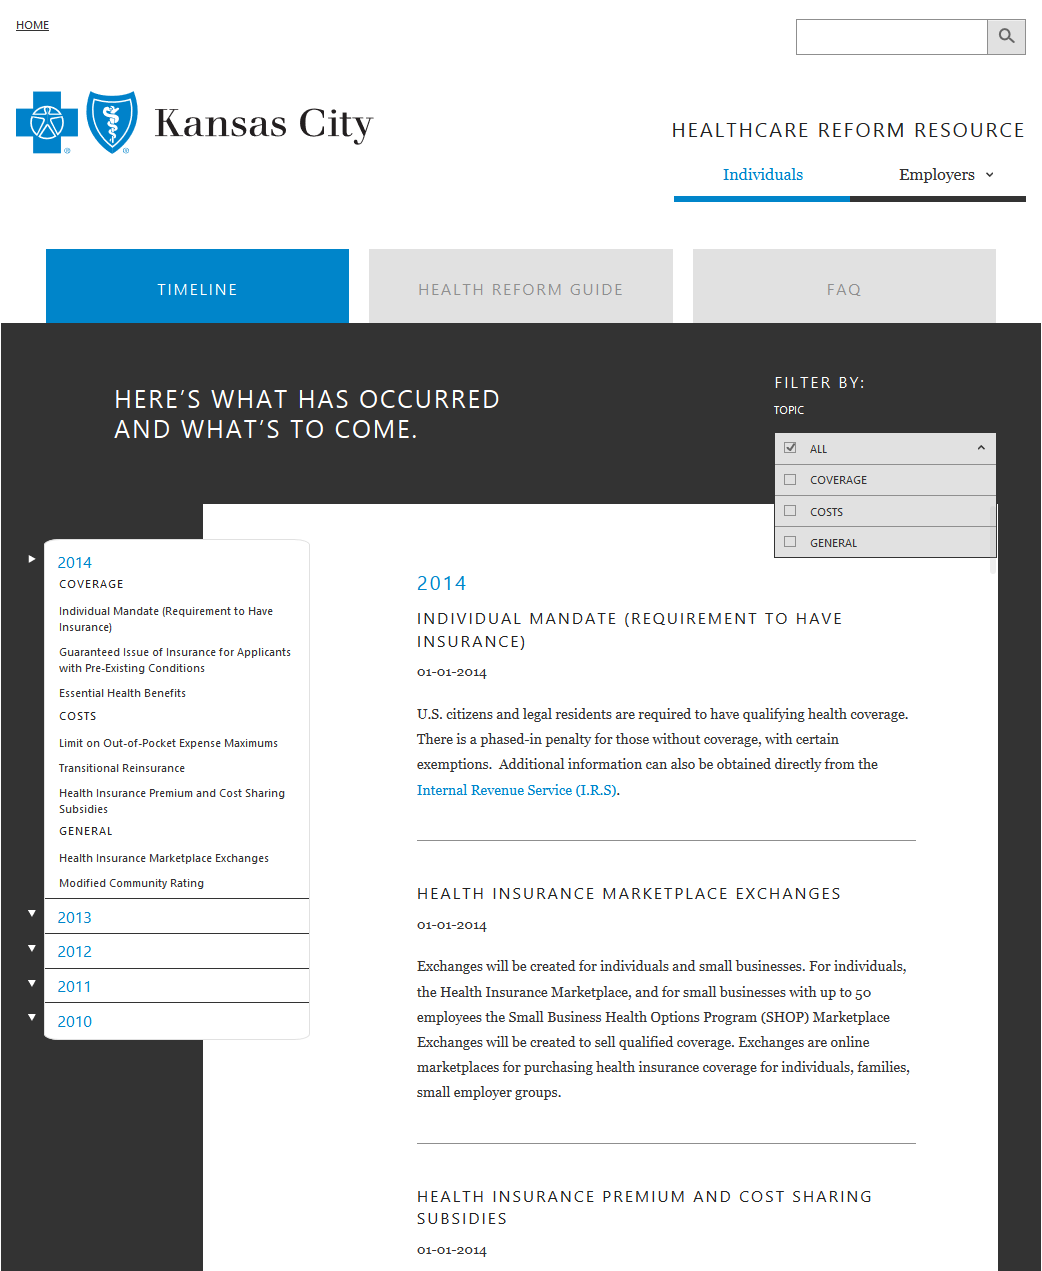 HOME
Kansas City
HEALTHCARE REFORM RESOURCE
Individuals
Employers
TIMELINE
HEALTH REFORM GUIDE
FAQ
HERE'S WHAT HAS OCCURRED
AND WHAT'S TO COME.
FILTER BY:
TOPIC
ALL
COVERAGE
COSTS
GENERAL
2014
COVERAGE
Individual Mandate (Requirement to Have
Insurance)
Guaranteed Issue of Insurance for Applicants
with Pre-Existing Conditions
Essential Health Benefits
COSTS
Limit on Out-of-Pocket Expense Maximums
Transitional Reinsurance
Health Insurance Premium and Cost Sharing
Subsidies
GENERAL
Health Insurance Marketplace Exchanges
Modified Community Rating
2013
2012
2011
2010
2014
INDIVIDUAL MANDATE (REQUIREMENT TO HAVE
INSURANCE)
01-01-2014
U.S. citizens and legal residents are required to have qualifying health coverage.
There is a phased-in penalty for those without coverage, with certain
exemptions.  Additional information can also be obtained directly from the
Internal Revenue Service (I.R.S).
HEALTH INSURANCE MARKETPLACE EXCHANGES
01-01-2014
Exchanges will be created for individuals and small businesses. For individuals,
the Health Insurance Marketplace, and for small businesses with up to 50
employees the Small Business Health Options Program (SHOP) Marketplace
Exchanges will be created to sell qualified coverage. Exchanges are online
marketplaces for purchasing health insurance coverage for individuals, families,
small employer groups.
HEALTH INSURANCE PREMIUM AND COST SHARING
SUBSIDIES
01-01-2014